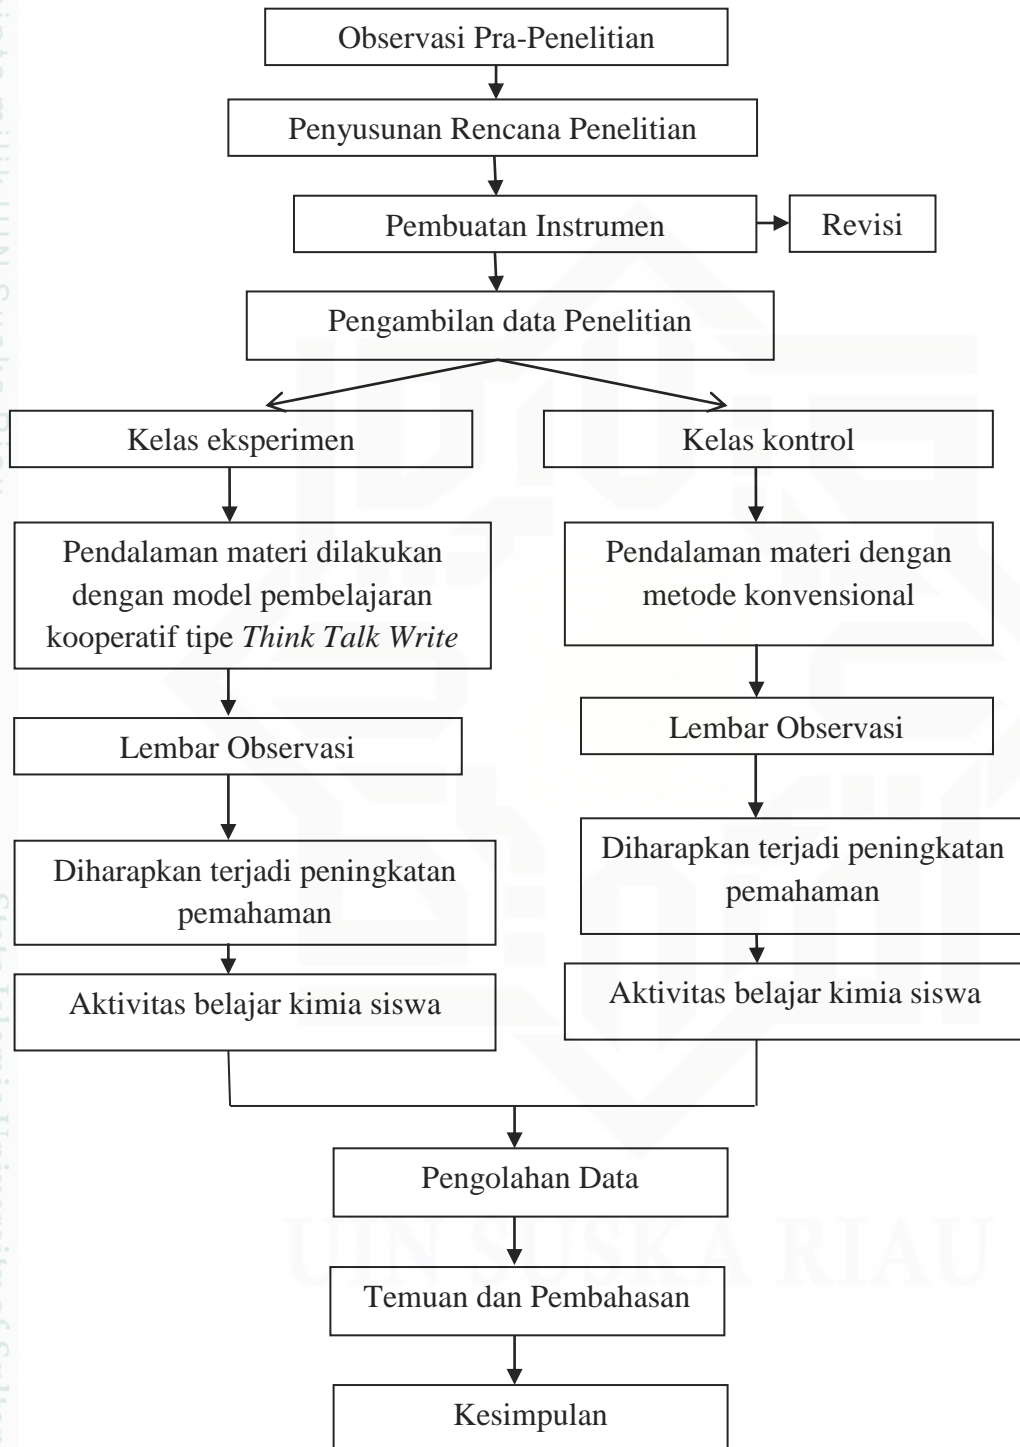 Observasi Pra-Penelitian
Penyusunan Rencana Penelitian
Pembuatan Instrumen
Revisi
Pengambilan data Penelitian
Kelas eksperimen
Kelas kontrol
Pendalaman materi dilakukan
dengan model pembelajaran
kooperatif tipe Think Talk Write
Pendalaman materi dengan
metode konvensional
Lembar Observasi
Lembar Observasi
Diharapkan terjadi peningkatan
pemahaman
Diharapkan terjadi peningkatan
pemahaman
Aktivitas belajar kimia siswa
Aktivitas belajar kimia siswa
Pengolahan Data
UIN SUSKA RIAU
Temuan dan Pembahasan
Kesimpulan